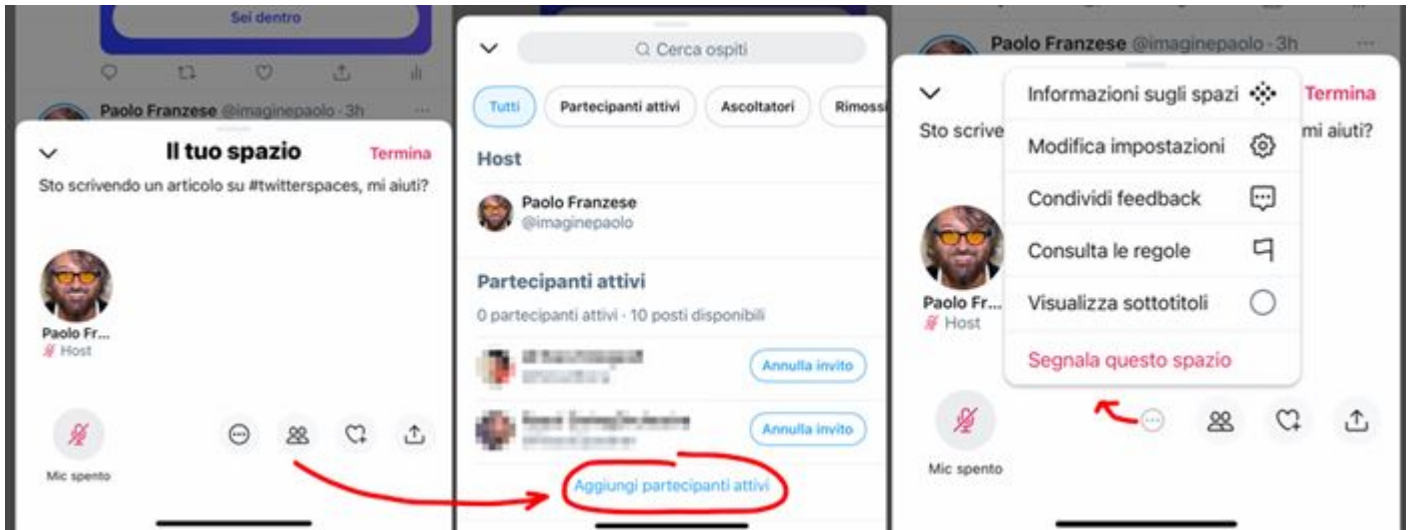 Sei dentro
Paolo Franzese @imaginepaolo · 3h
Il tuo spazio
Termina
Sto scrivendo un articolo su #twitterspaces, mi aiuti?
Paolo Fr...
Host
Mic spento
Cerca ospiti
Tutti
Partecipanti attivi
Ascoltatori
Rimossi
Host
Paolo Franzese
@imaginepaolo
Partecipanti attivi
0 partecipanti attivi · 10 posti disponibili
Annulla invito
Annulla invito
Aggiungi partecipanti attivi
Paolo Franzese @imaginepaolo · 3h
Informazioni sugli spazi
Termina
Sto scrive
mi aiuti?
Modifica impostazioni
Condividi feedback
Consulta le regole
Visualizza sottotitoli
Segnala questo spazio
Paolo Fr...
Host
Mic spento